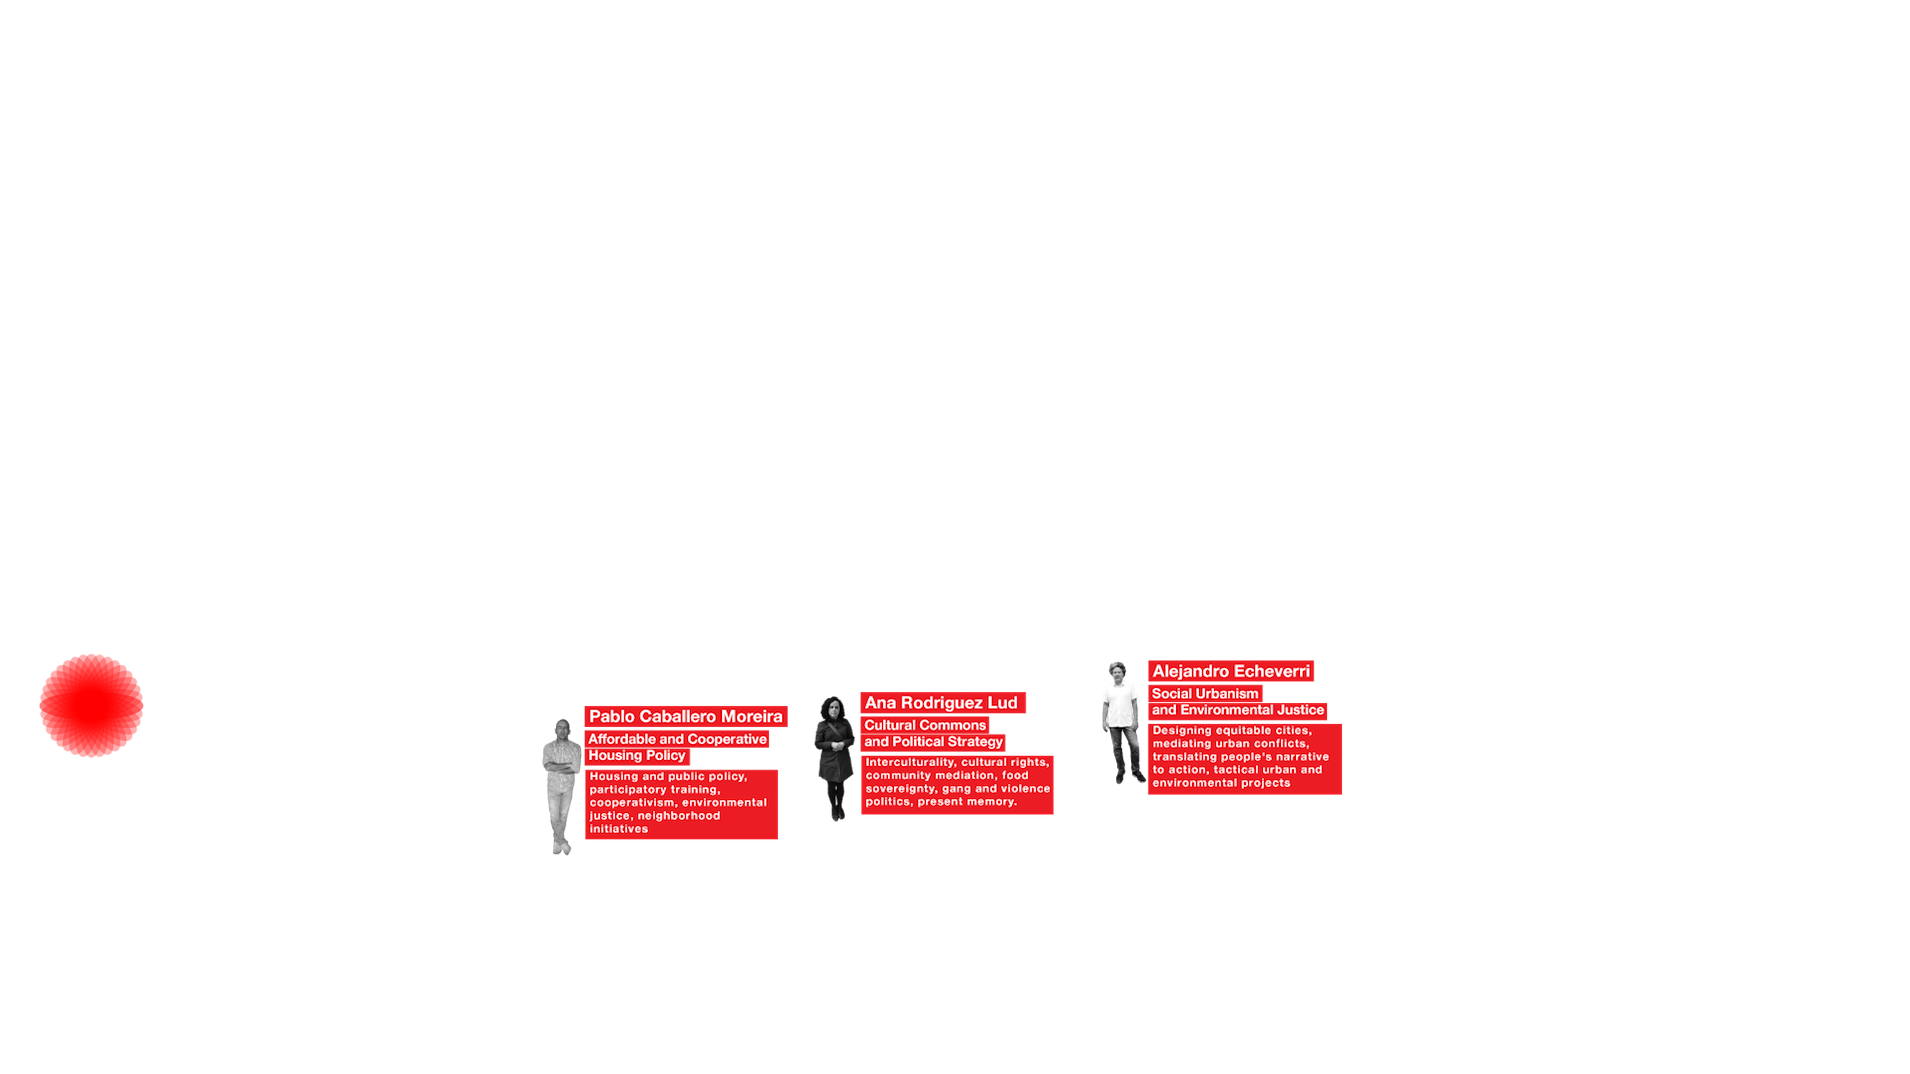 Pablo Caballero Moreira
Affordable and Cooperative
Housing Policy
Housing and public policy,
participatory training,
cooperativism, environmental
justice, neighborhood
initiatives
Ana Rodriguez Lud
Cultural Commons
and Political Strategy
Interculturality, cultural rights,
community mediation, food
sovereignty, gang and violence
politics, present memory.
Alejandro Echeverri
Social Urbanism
and Environmental Justice
Designing equitable cities,
mediating urban conflicts,
translating people's narrative
to action, tactical urban and
environmental projects